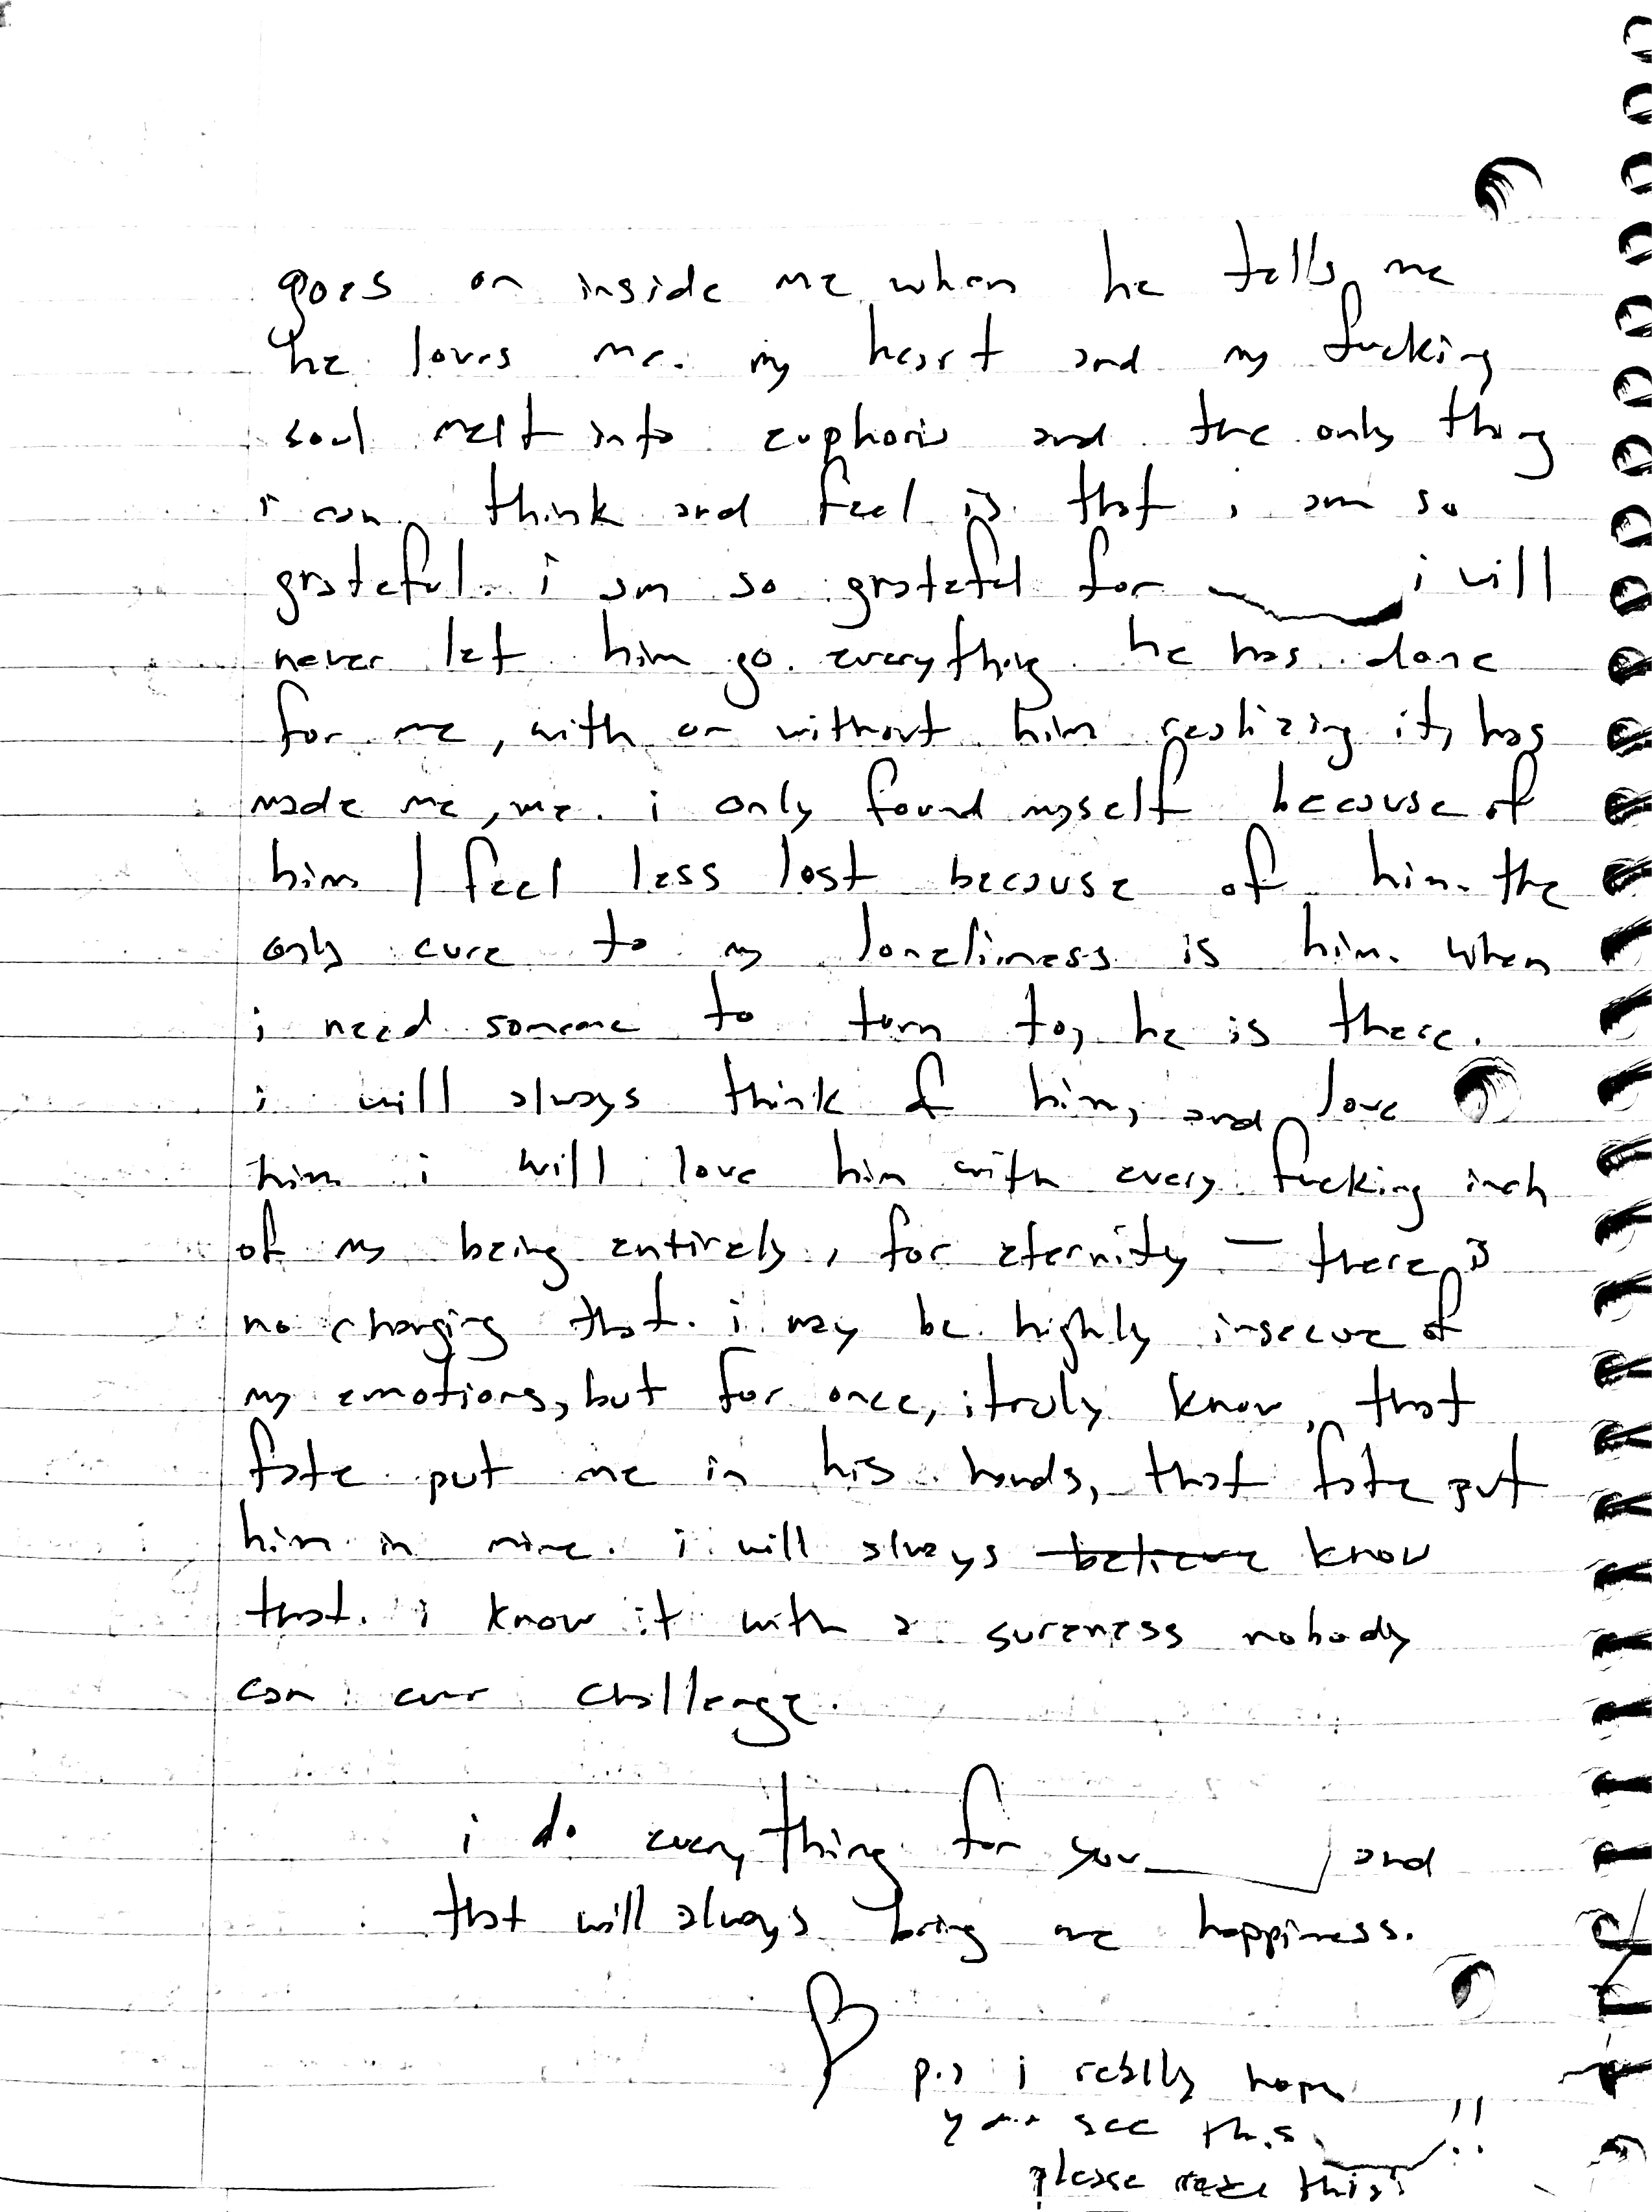 goes on inside me when he tells me
he loves me. my heart and my fucking
soul melt into euphoria and the only thing
i can think and feel is that i am so
grateful. i am so grateful for i will
never let him go. everything he has done
for me, with or without him realizing it, has
made me, me. i only found myself because of
him I feel less lost because of him. the
only cure to my loneliness is him. when
i need someone to turn to, he is there.
i will always think of him, and love
him i will love him with every fucking inch
of my being entirely, for eternity — there is
no changing that. i may be highly insecure of
my emotions, but for once, i truly know, that
fate put me in his hands, that fate put
him in mine. i will always believe know
that. i know it with a sureness nobody
can ever challenge.
i do everything for you and
that will always bring me happiness.
p.s i really hope
you see this !!
please this!